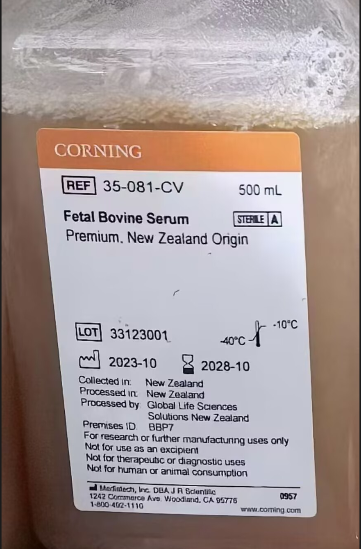 CORNING
REF 35-081-CV 500 mL
Fetal Bovine Serum STERILE A
Premium, New Zealand Origin
LOT 33123001 -40°C -10°C
2023-10 2028-10
Collected in: New Zealand
Processed in: New Zealand
Processed by: Global Life Sciences
Solutions New Zealand
Premises ID: BBP7
For research or further manufacturing uses only
Not for use as an excipient
Not for therapeutic or diagnostic uses
Not for human or animal consumption
Mediatech, Inc. DBA J R Scientific
1242 Commerce Ave. Woodland, CA 95776 0957
1-800-492-1110 www.corning.com